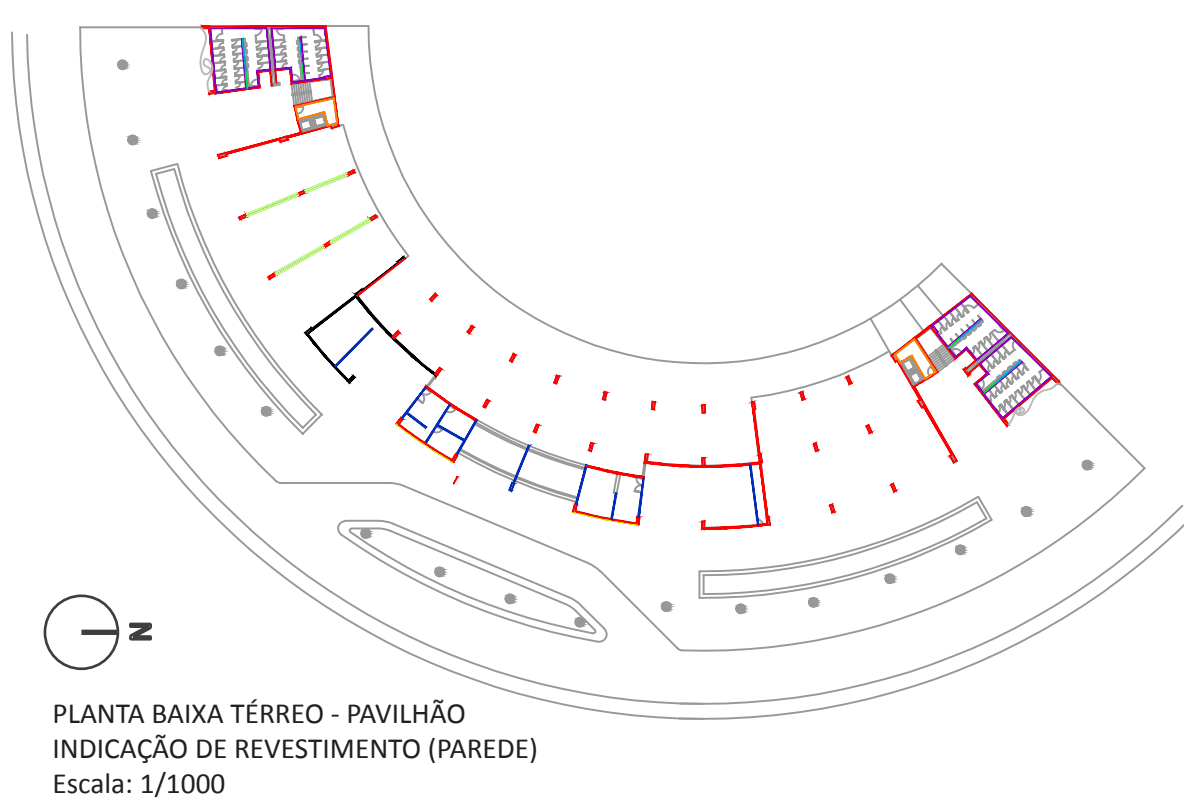 N
PLANTA BAIXA TÉRREO - PAVILHÃO
INDICAÇÃO DE REVESTIMENTO (PAREDE)
Escala: 1/1000